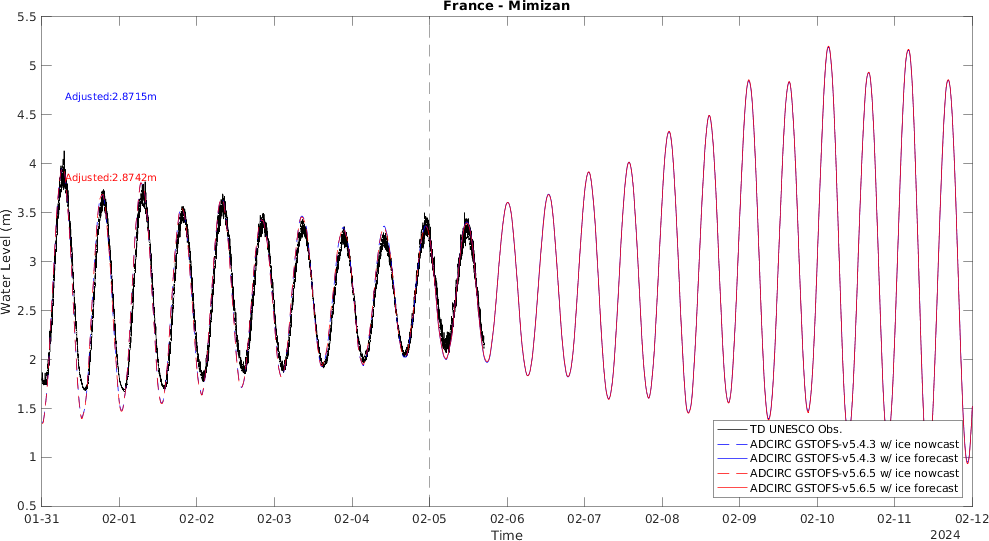 France - Mimizan
5.5
5
4.5
4
3.5
3
2.5
2
1.5
1
0.5
Water Level (m)
Adjusted:2.8715m
Adjusted:2.8742m
TD UNESCO Obs.
ADCIRC GSTOFS-v5.4.3 w/ ice nowcast
ADCIRC GSTOFS-v5.4.3 w/ ice forecast
ADCIRC GSTOFS-v5.6.5 w/ ice nowcast
ADCIRC GSTOFS-v5.6.5 w/ ice forecast
01-31 02-01 02-02 02-03 02-04 02-05 02-06 02-07 02-08 02-09 02-10 02-11 02-12
Time
2024